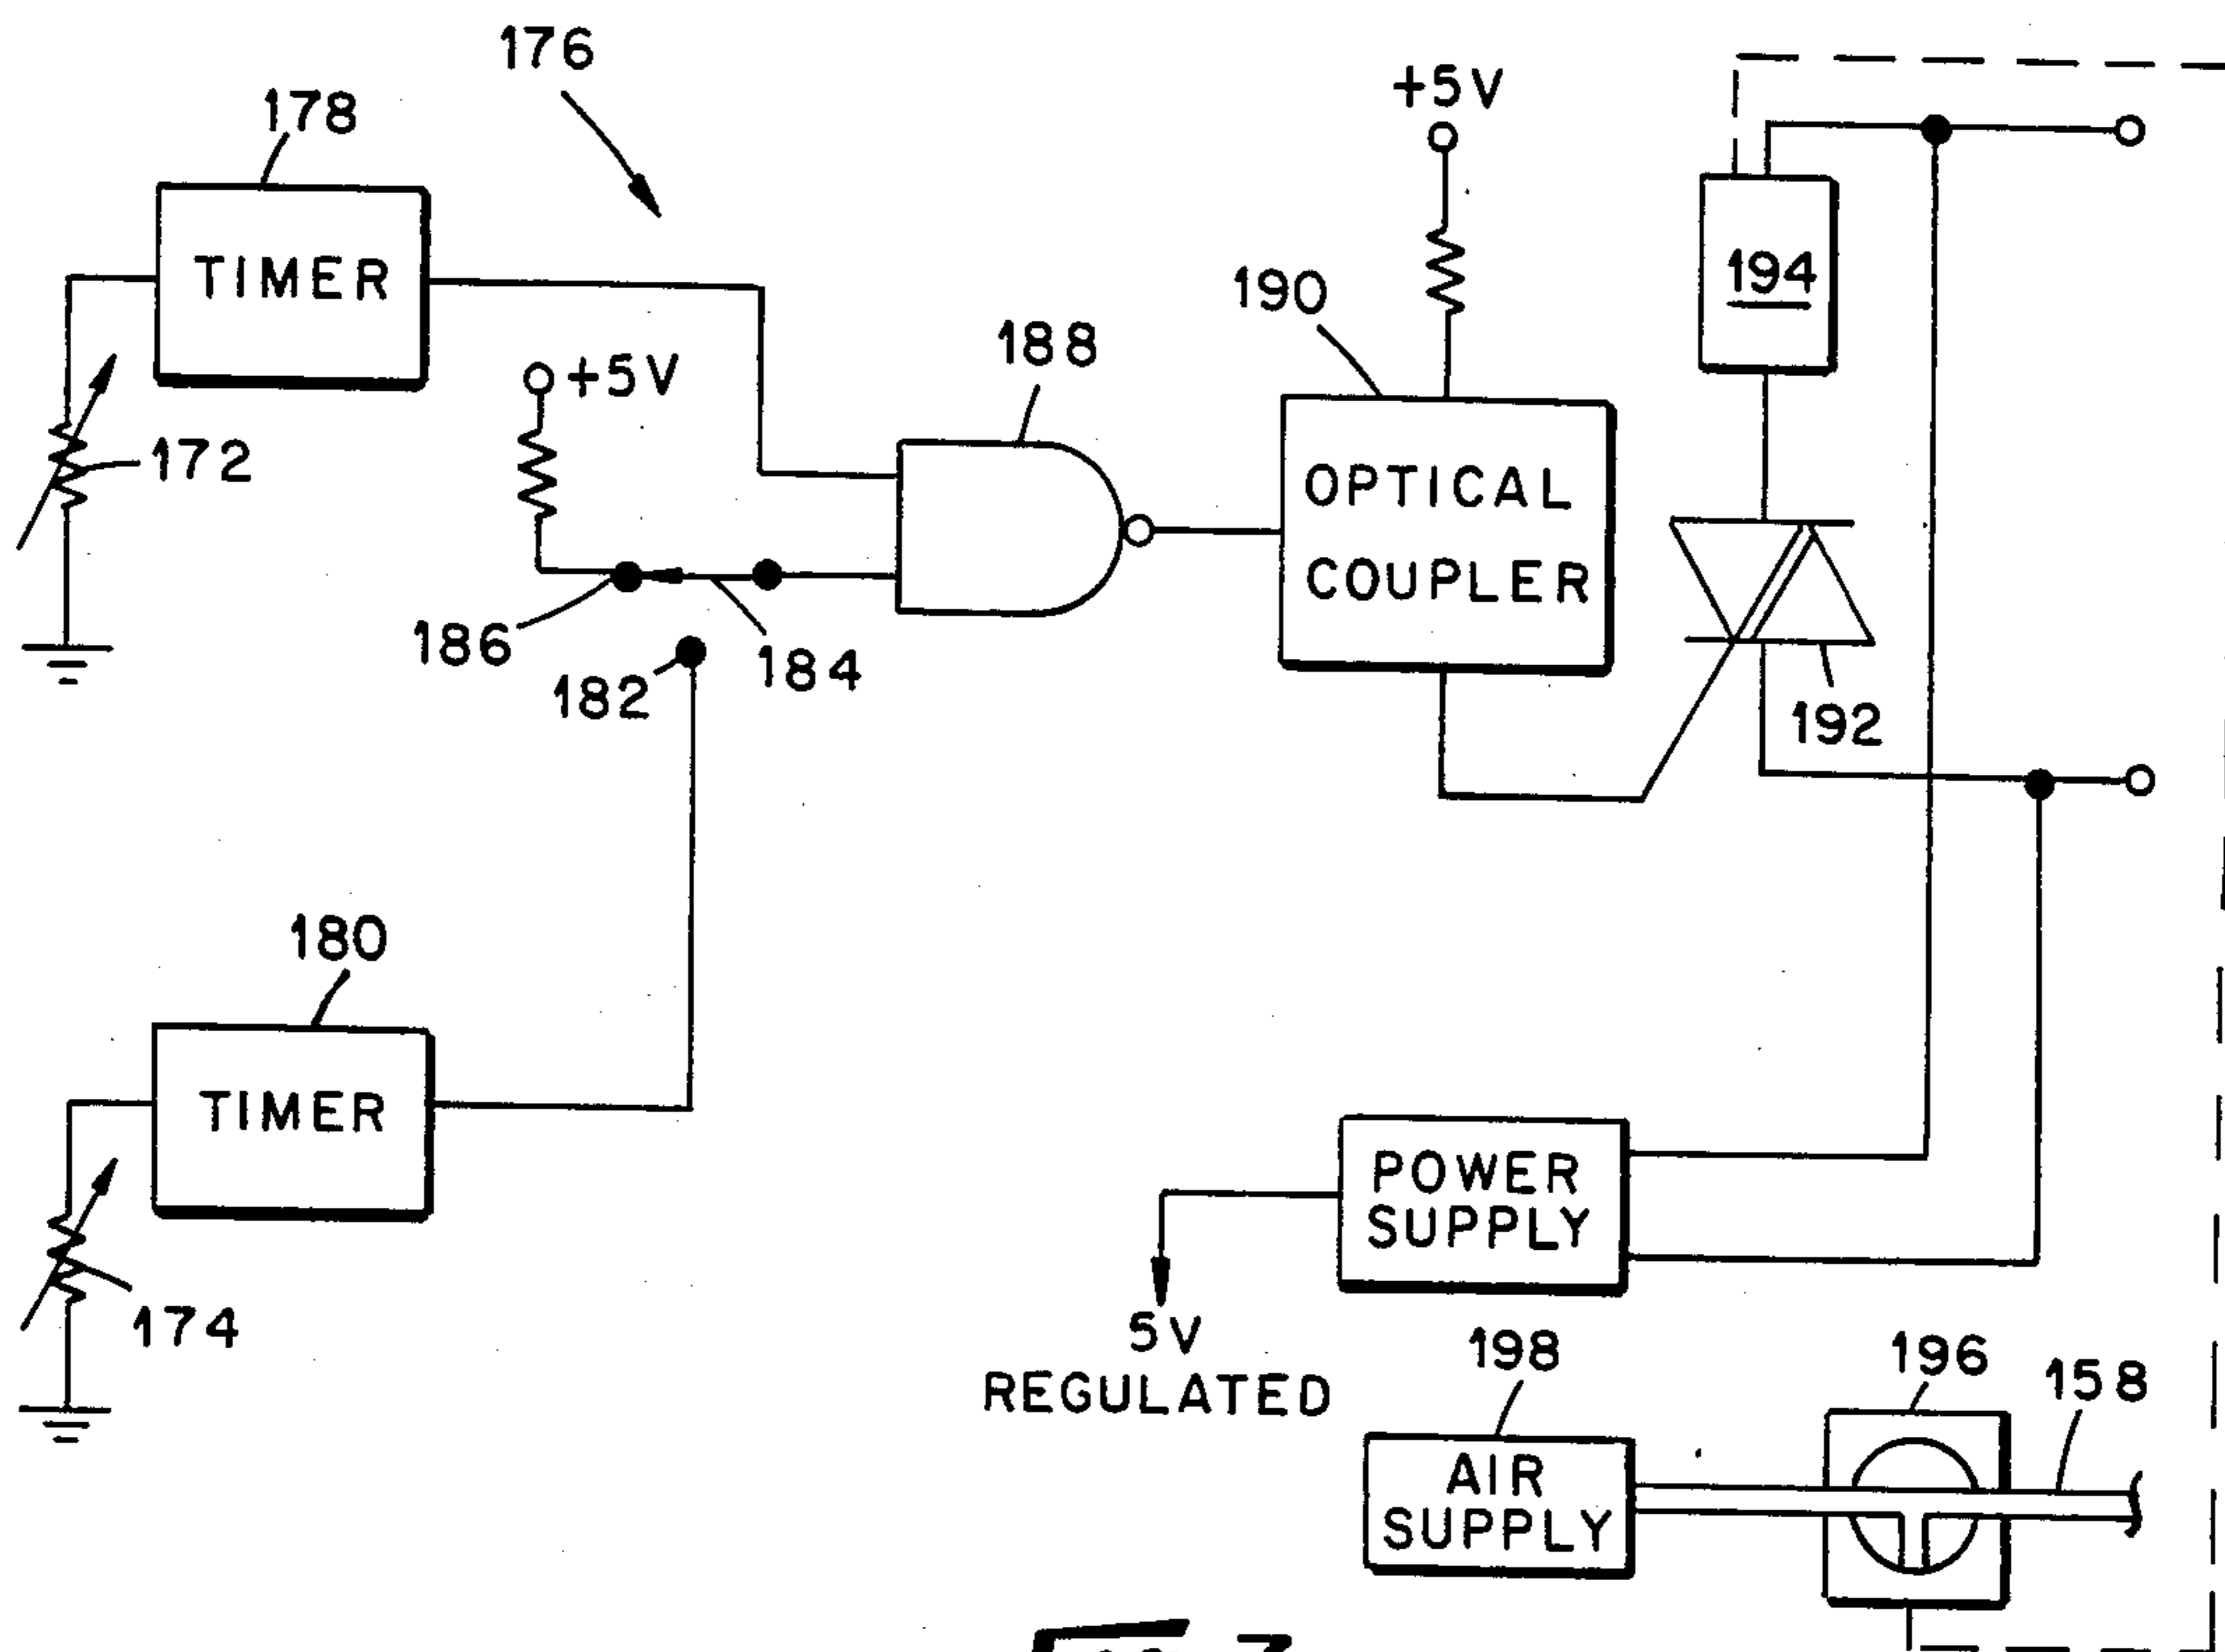 176
178
+5V
TIMER
194
190
188
+5V
172
OPTICAL
COUPLER
186
184
182
192
180
TIMER
POWER
SUPPLY
174
5V
REGULATED
198
196
158
AIR
SUPPLY